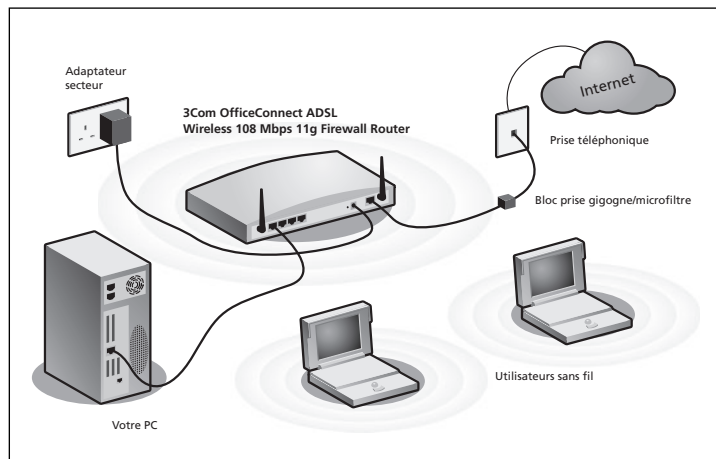 Adaptateur
secteur
3Com OfficeConnect ADSL
Wireless 108 Mbps 11g Firewall Router
Internet
Prise téléphonique
Bloc prise gigogne/microfiltre
Utilisateurs sans fil
Votre PC